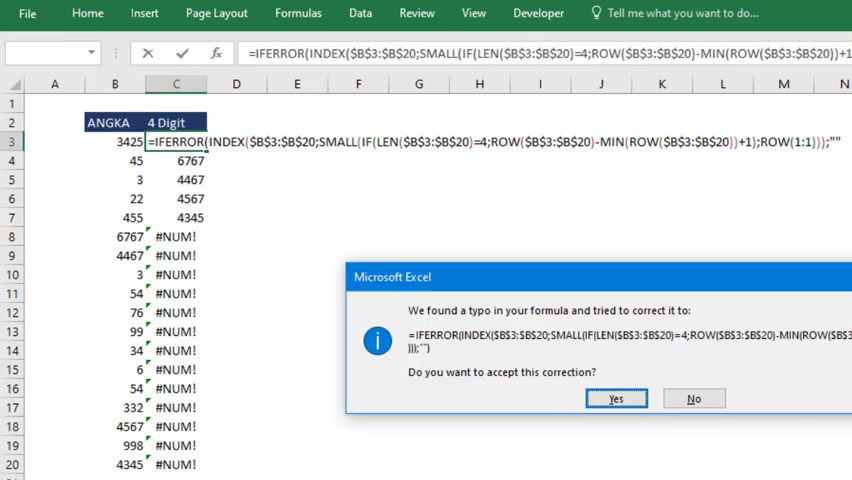 File Home Insert Page Layout Formulas Data Review View Developer Tell me what you want to do...
fx =IFERROR(INDEX($B$3:$B$20;SMALL(IF(LEN($B$3:$B$20)=4;ROW($B$3:$B$20)-MIN(ROW($B$3:$B$20))+1
A B C D E F G H I J K L M N
1
2 ANGKA 4 Digit
3 3425 =IFERROR(INDEX($B$3:$B$20;SMALL(IF(LEN($B$3:$B$20)=4;ROW($B$3:$B$20)-MIN(ROW($B$3:$B$20))+1);ROW(1:1)));""
4 45 6767
5 3 4467
6 22 4567
7 455 4345
8 6767 #NUM!
9 4467 #NUM!
10 3 #NUM!
11 54 #NUM!
12 76 #NUM!
13 99 #NUM!
14 34 #NUM!
15 6 #NUM!
16 54 #NUM!
17 332 #NUM!
18 4567 #NUM!
19 998 #NUM!
20 4345 #NUM!
Microsoft Excel
We found a typo in your formula and tried to correct it to:
=IFERROR(INDEX($B$3:$B$20;SMALL(IF(LEN($B$3:$B$20)=4;ROW($B$3:$B$20)-MIN(ROW($B$3
)));"")
Do you want to accept this correction?
Yes No